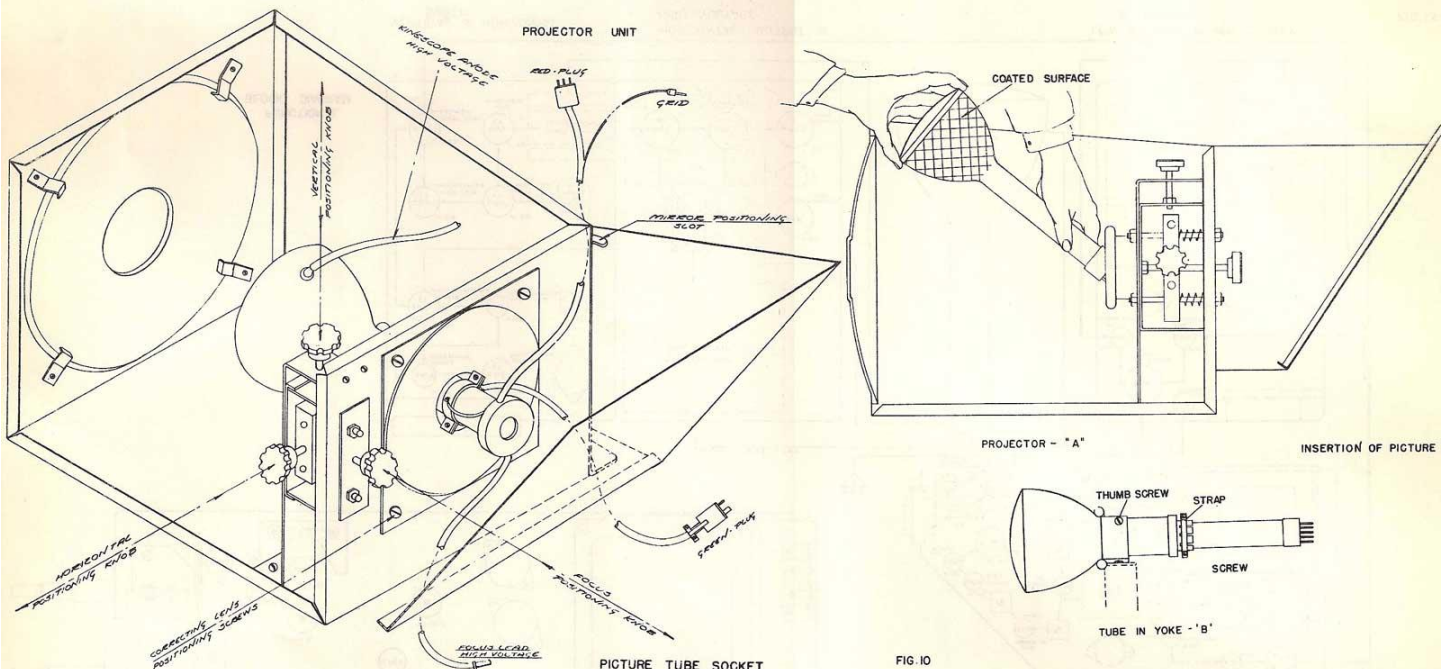 PROJECTOR UNIT
KINESCOPE ANODE
HIGH VOLTAGE
RED-PLUG
GRID
VERTICAL
POSITIONING KNOB
MIRROR POSITIONING
SLOT
HORIZONTAL
POSITIONING KNOB
CORRECTING LENS
POSITIONING SCREWS
FOCUS
POSITIONING KNOB
GREEN-PLUG
FOCUS LEAD
HIGH VOLTAGE
PICTURE TUBE SOCKET
COATED SURFACE
PROJECTOR - "A"
INSERTION OF PICTURE
THUMB SCREW
STRAP
SCREW
TUBE IN YOKE - 'B'
FIG. 10